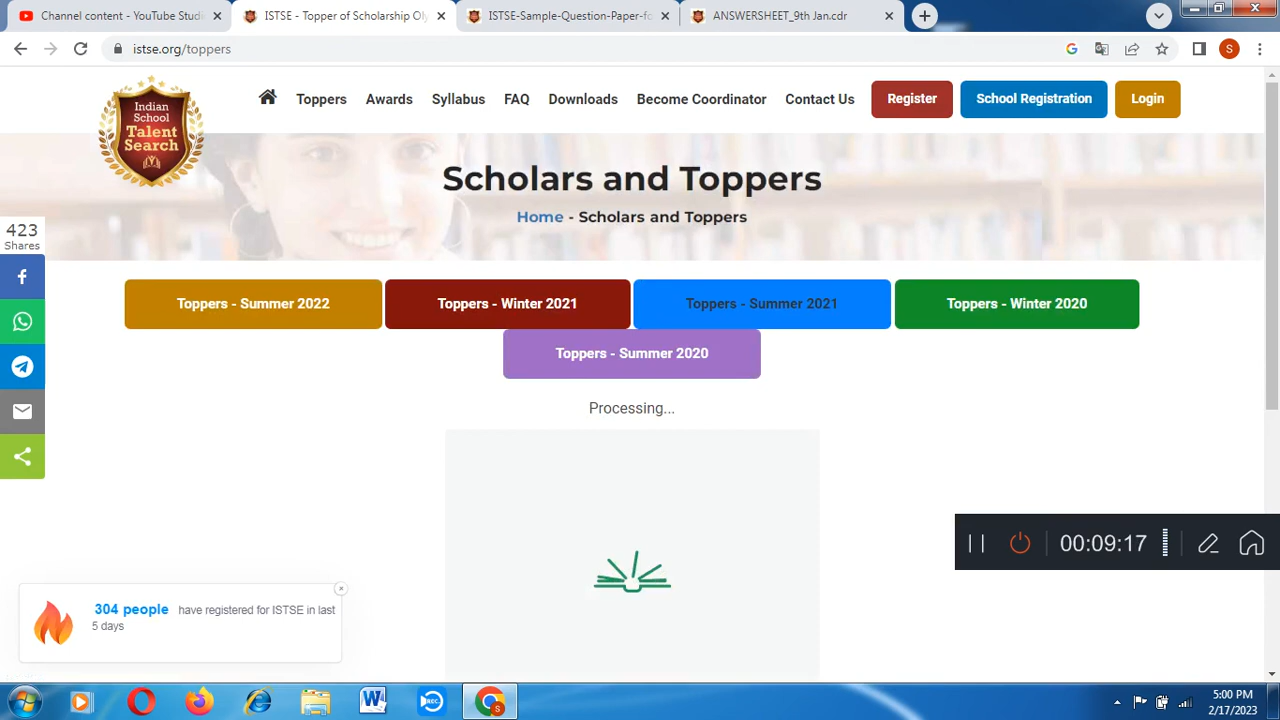 Channel content - YouTube Stud
ISTSE - Topper of Scholarship Oly
ISTSE-Sample-Question-Paper-fo
ANSWERSHEET_9th Jan.cdr
istse.org/toppers
S
Indian
School
Talent
Search
Toppers
Awards
Syllabus
FAQ
Downloads
Become Coordinator
Contact Us
Register
School Registration
Login
Scholars and Toppers
Home - Scholars and Toppers
423
Shares
Toppers - Summer 2022
Toppers - Winter 2021
Toppers - Summer 2021
Toppers - Winter 2020
Toppers - Summer 2020
Processing...
00:09:17
304 people have registered for ISTSE in last
5 days
W
REC
S
5:00 PM
2/17/2023